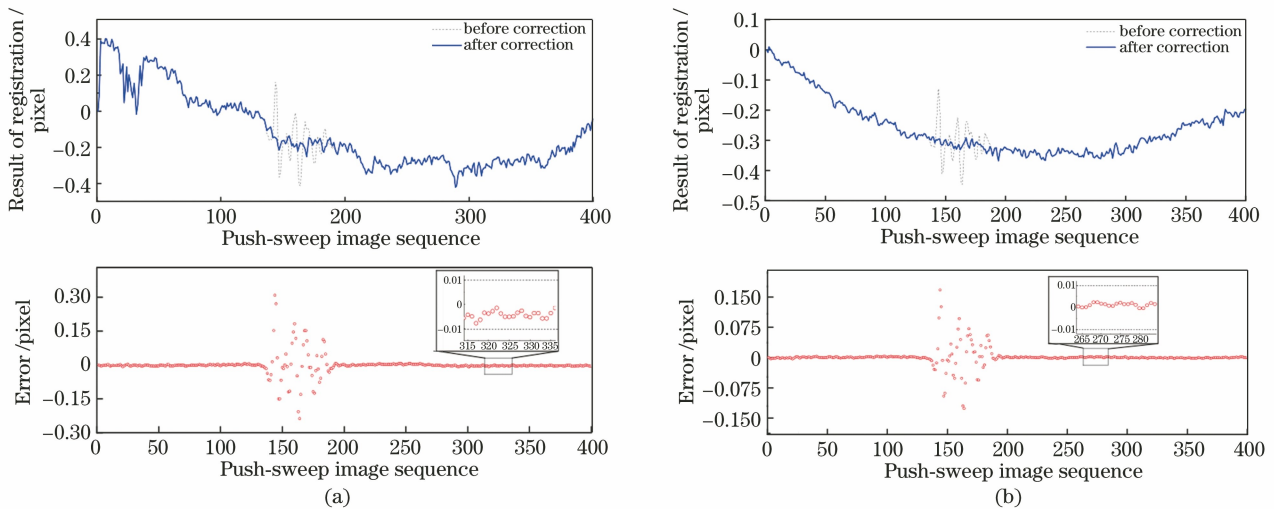 Result of registration /
pixel
0.4
0.2
0
−0.2
−0.4
before correction
after correction
0
100
200
300
400
Push-sweep image sequence
Error /pixel
0.30
0.15
0
−0.15
−0.30
0.01
0
−0.01
315 320 325 330 335
0 50 100 150 200 250 300 350 400
Push-sweep image sequence
(a)
Result of registration /
pixel
0.1
0
−0.1
−0.2
−0.3
−0.4
−0.5
before correction
after correction
0 50 100 150 200 250 300 350 400
Push-sweep image sequence
Error /pixel
0.150
0.075
0
−0.075
−0.150
0.01
0
−0.01
265 270 275 280
0 50 100 150 200 250 300 350 400
Push-sweep image sequence
(b)